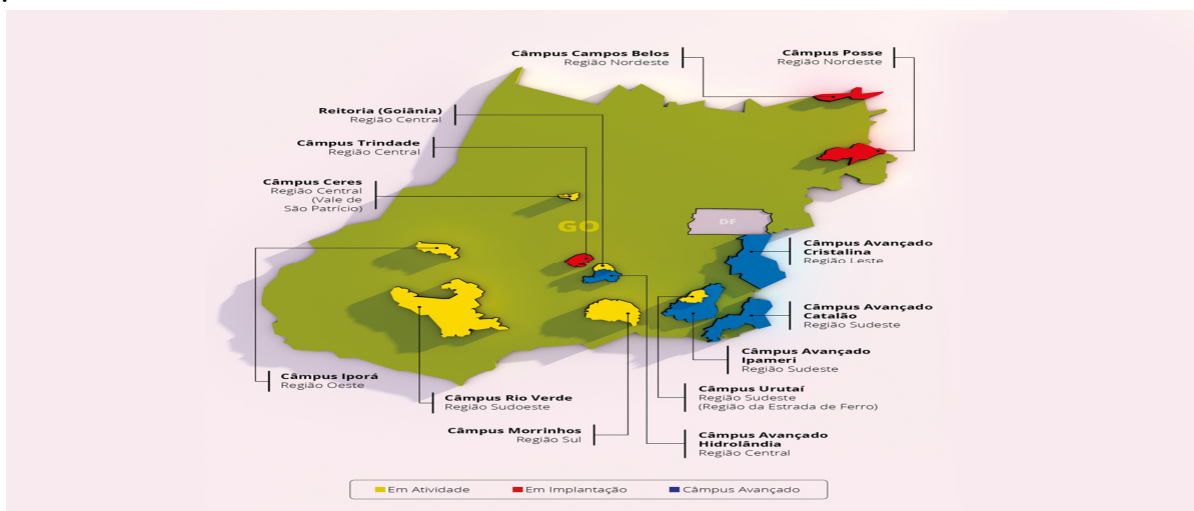 Câmpus Campos Belos
Região Nordeste
Câmpus Posse
Região Nordeste
Reitoria (Goiânia)
Região Central
Câmpus Trindade
Região Central
Câmpus Ceres
Região Central
(Vale de
São Patrício)
GO
DF
Câmpus Avançado
Cristalina
Região Leste
Câmpus Avançado
Catalão
Região Sudeste
Câmpus Avançado
Ipameri
Região Sudeste
Câmpus Iporá
Região Oeste
Câmpus Rio Verde
Região Sudoeste
Câmpus Urutaí
Região Sudeste
(Região da Estrada de Ferro)
Câmpus Morrinhos
Região Sul
Câmpus Avançado
Hidrolândia
Região Central
Em Atividade
Em Implantação
Câmpus Avançado